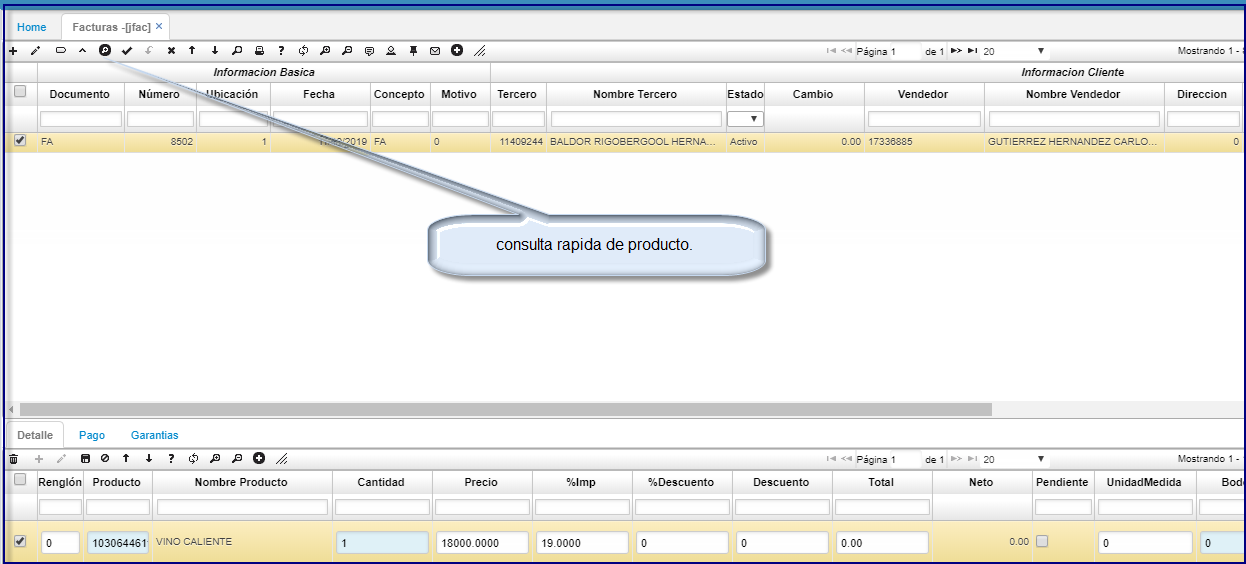 Home Facturas -[jfac] ×
Página 1 de 1 20 Mostrando 1 -
Informacion Basica Informacion Cliente
Documento Número Ubicación Fecha Concepto Motivo Tercero Nombre Tercero Estado Cambio Vendedor Nombre Vendedor Direccion
FA 8502 1 2019 FA 0 11409244 BALDOR RIGOBERGOOL HERNA... Activo 0.00 17336885 GUTIERREZ HERNANDEZ CARLO... 0
consulta rapida de producto.
Detalle Pago Garantias
Página 1 de 1 20 Mostrando 1 -
Renglón Producto Nombre Producto Cantidad Precio %Imp %Descuento Descuento Total Neto Pendiente UnidadMedida Bod
0 1030644619 VINO CALIENTE 1 18000.0000 19.0000 0 0 0.00 0.00 0 0